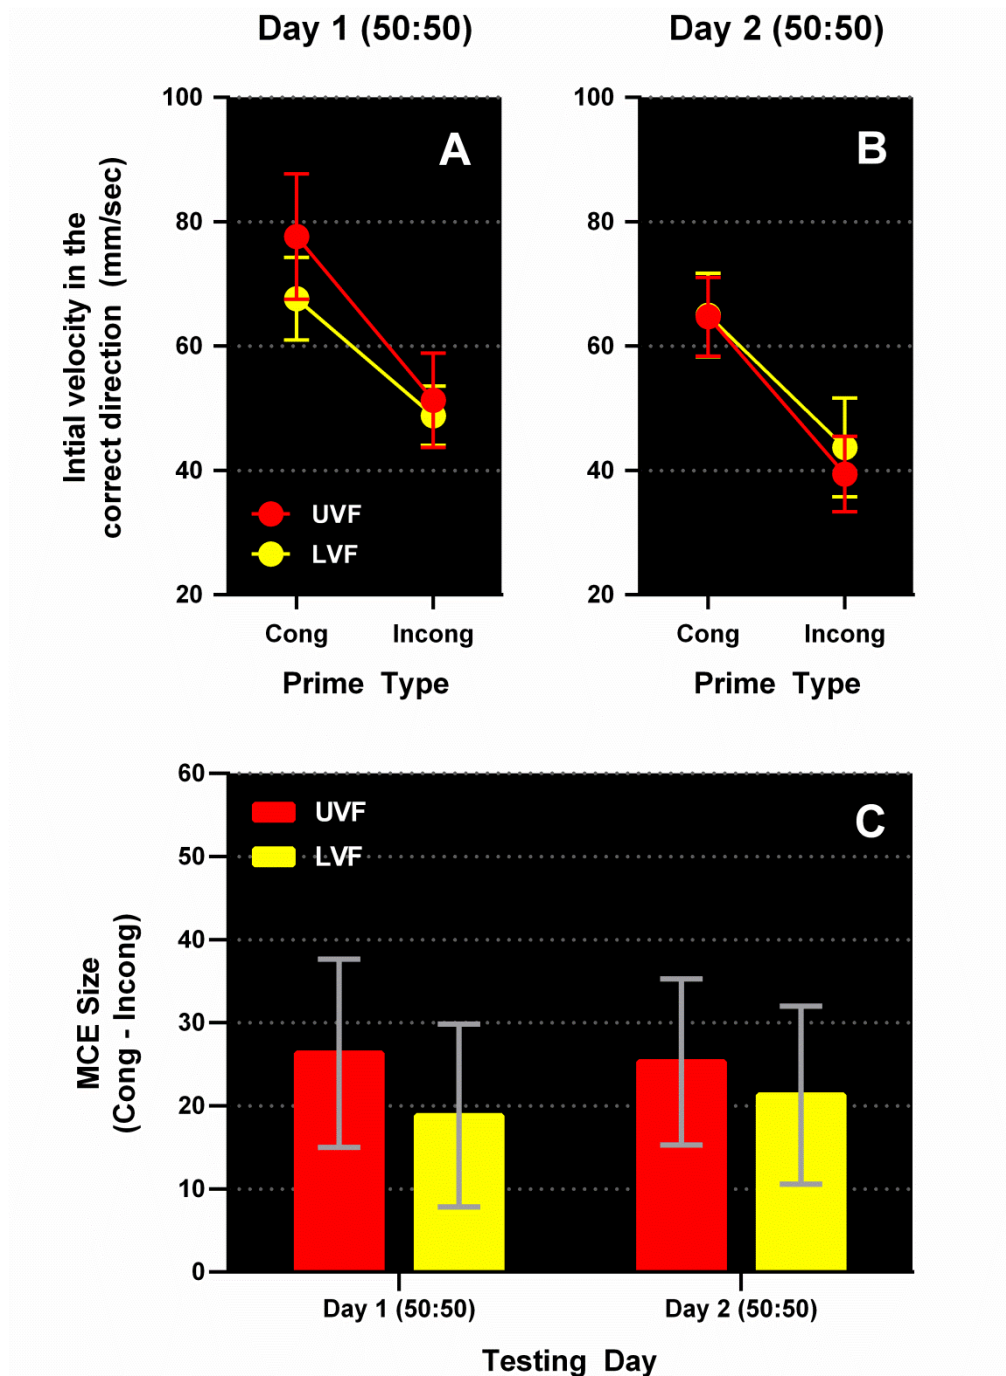 Day 1 (50:50)
Day 2 (50:50)
Intial velocity in the
correct direction (mm/sec)
100
80
60
40
20
A
UVF
LVF
Cong
Incong
Prime Type
100
80
60
40
20
B
Cong
Incong
Prime Type
MCE Size
(Cong - Incong)
60
50
40
30
20
10
0
UVF
LVF
C
Day 1 (50:50)
Day 2 (50:50)
Testing Day